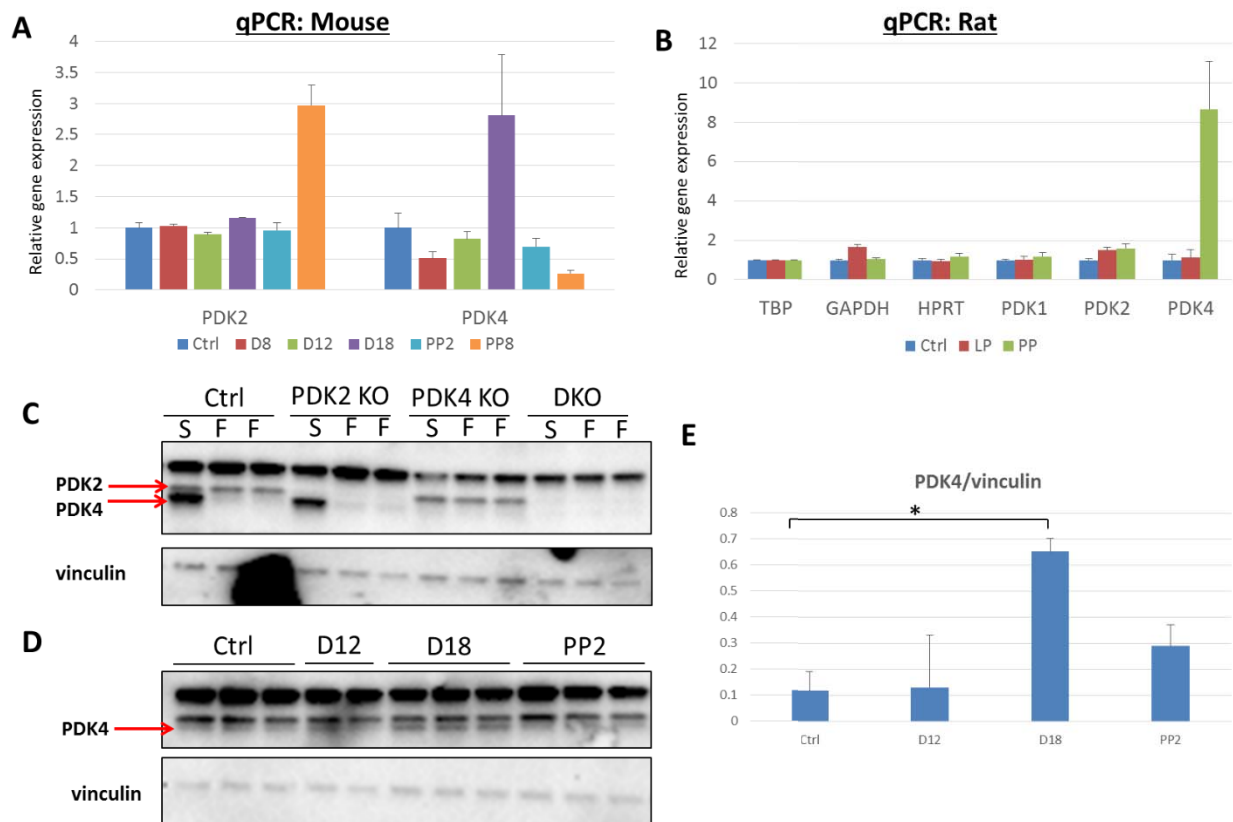 A
qPCR: Mouse
Relative gene expression
4
3.5
3
2.5
2
1.5
1
0.5
0
PDK2 PDK4
Ctrl D8 D12 D18 PP2 PP8
B
qPCR: Rat
Relative gene expression
12
10
8
6
4
2
0
TBP GAPDH HPRT PDK1 PDK2 PDK4
Ctrl LP PP
C
Ctrl PDK2 KO PDK4 KO DKO
S F F S F F S F F S F F
PDK2
PDK4
vinculin
D
Ctrl D12 D18 PP2
PDK4
vinculin
E
PDK4/vinculin
0.8
0.7
0.6
0.5
0.4
0.3
0.2
0.1
0
*
Ctrl D12 D18 PP2